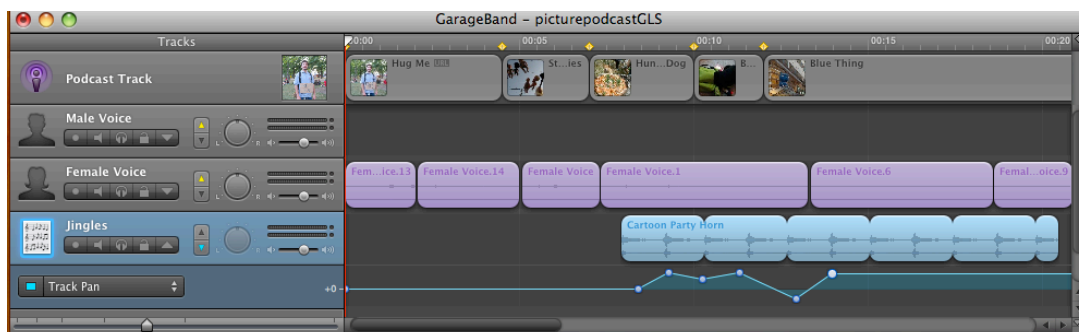 GarageBand – picturepodcastGLS
Tracks
00:00 00:05 00:10 00:15 00:20
Podcast Track
Hug Me URL St...ies Hun...Dog B... Blue Thing
Male Voice
L R
Female Voice
L R
Fem...ice.13 Female Voice.14 Female Voice Female Voice.1 Female Voice.6 Femal...oice.9
Jingles
L R
Cartoon Party Horn
Track Pan
+0